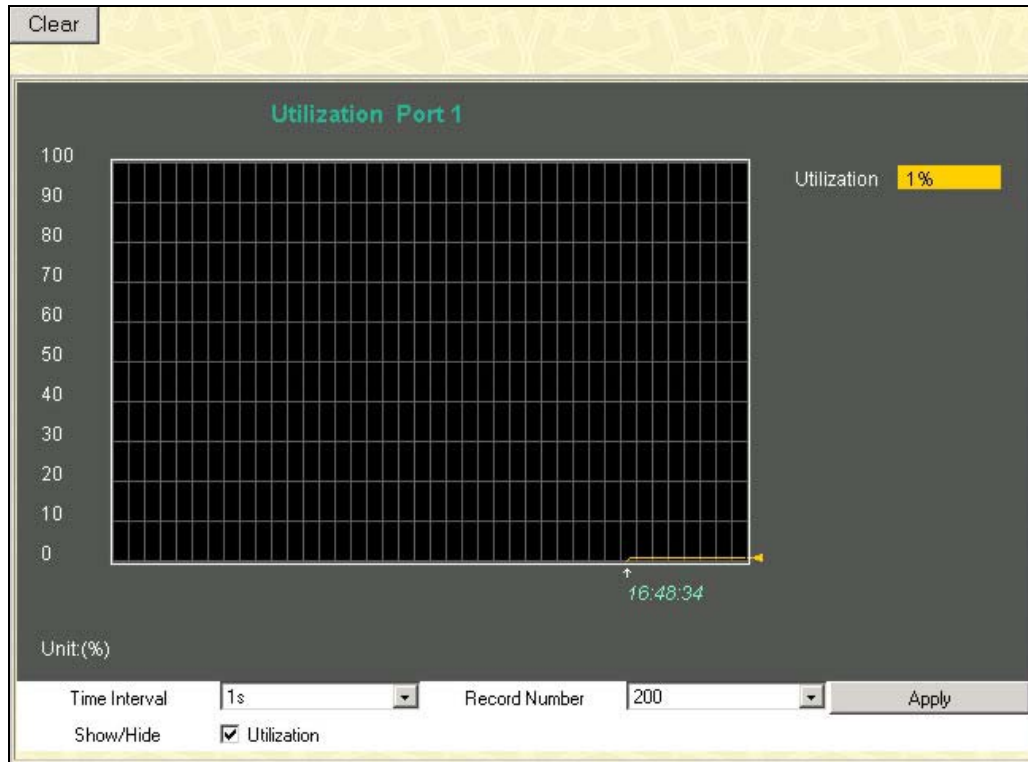 Clear
Utilization Port 1
100
90
80
70
60
50
40
30
20
10
0
Utilization 1%
16:48:34
Unit:(%)
Time Interval 1s Record Number 200 Apply
Show/Hide Utilization